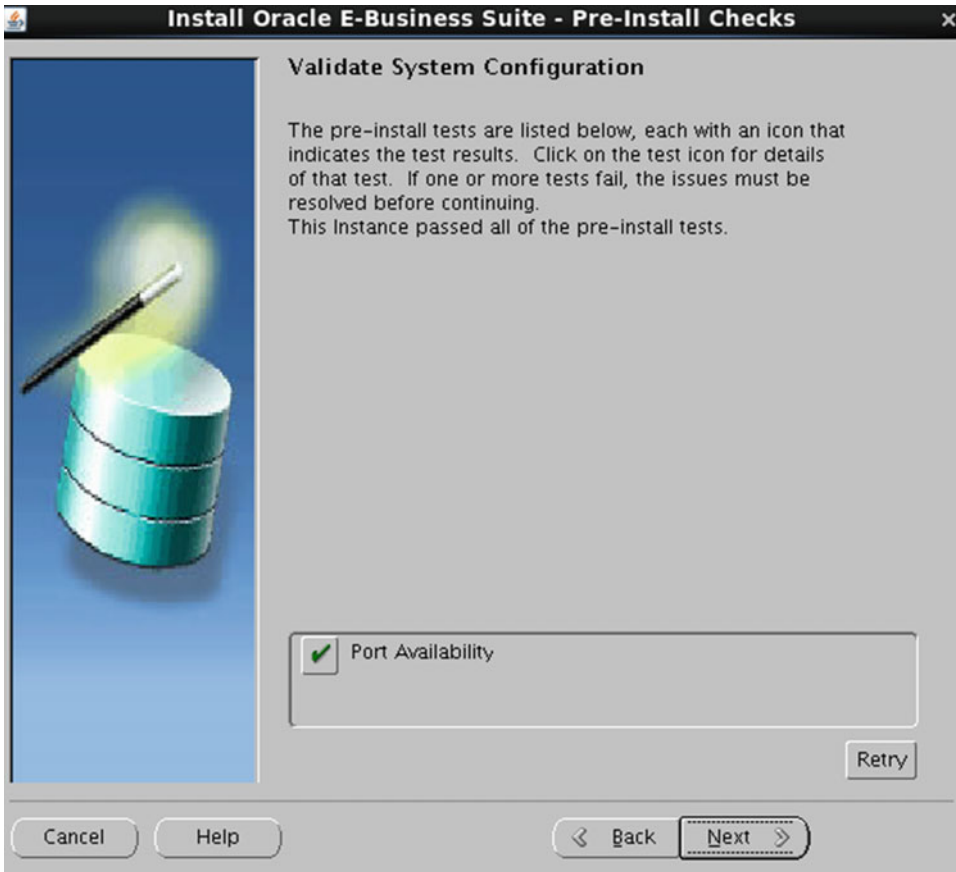 Install Oracle E-Business Suite - Pre-Install Checks
Validate System Configuration
The pre-install tests are listed below, each with an icon that
indicates the test results. Click on the test icon for details
of that test. If one or more tests fail, the issues must be
resolved before continuing.
This Instance passed all of the pre-install tests.
Port Availability
Retry
Cancel
Help
Back
Next